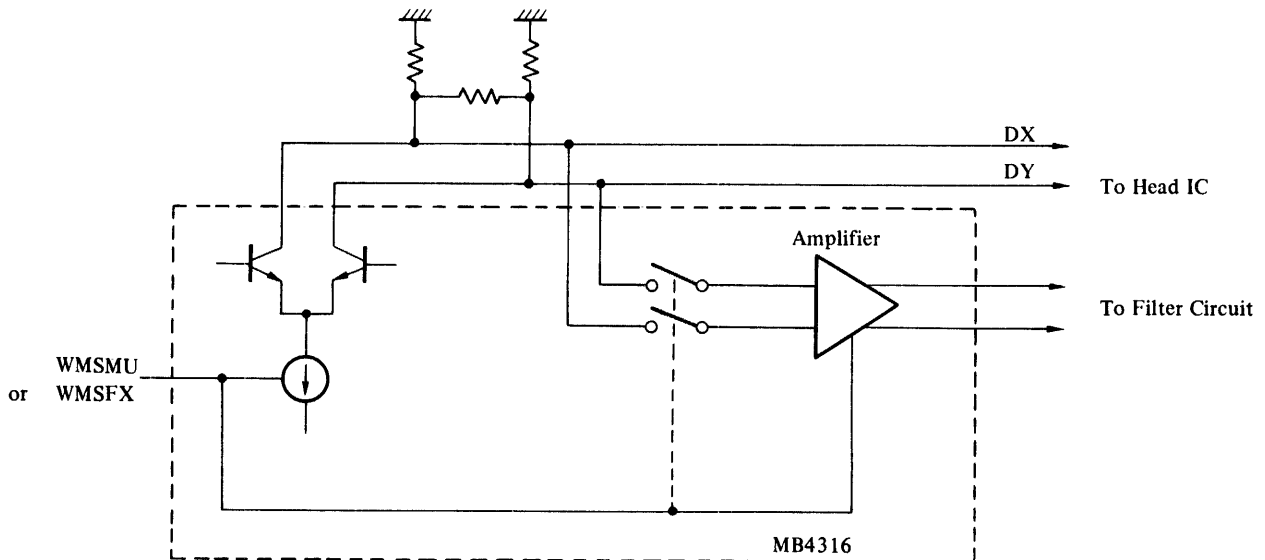 DX
DY
To Head IC
Amplifier
To Filter Circuit
WMSMU
or WMSFX
MB4316